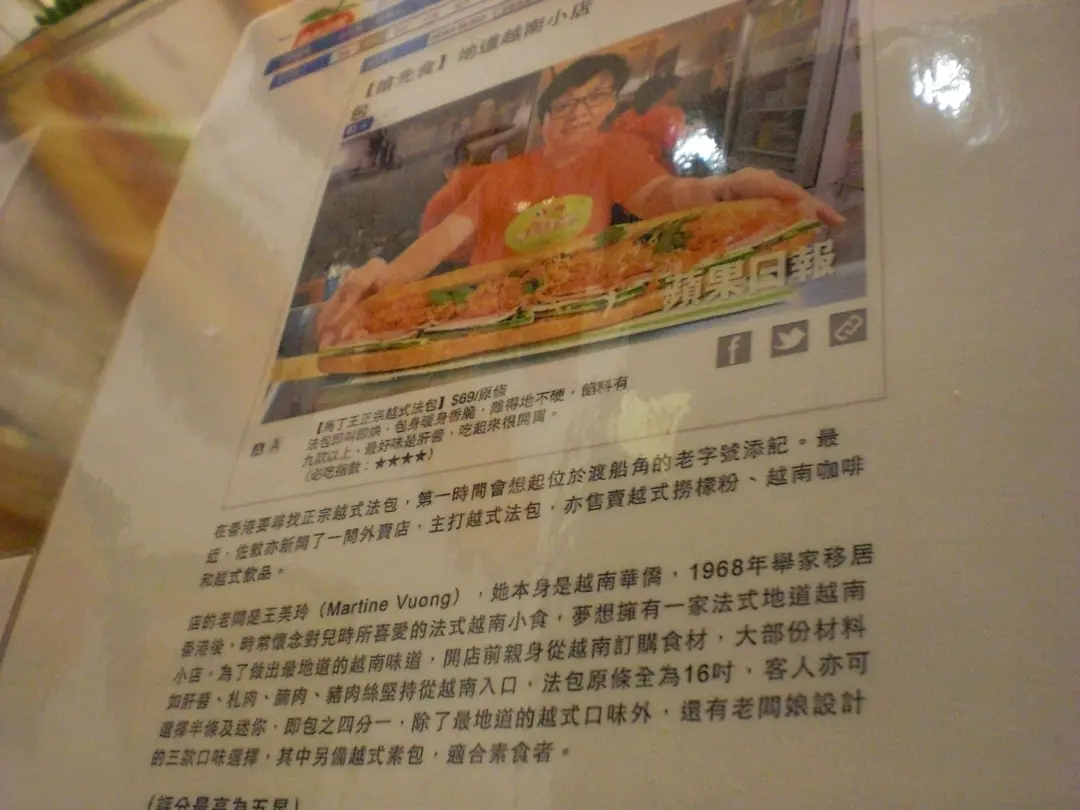 【搶先食】地道越南小店
包
蘋果日報
【馬丁王正宗越式法包】$69/原條
法包即叫即烘，包身暖身香脆，難得地不硬，餡料有
九款以上，最好味是肝醬，吃起來很開胃。
（必吃指數：★★★★）
在香港要尋找正宗越式法包，第一時間會想起位於渡船角的老字號添記。最
近，佐敦亦新開了一間外賣店，主打越式法包，亦售賣越式撈檬粉、越南咖啡
和越式飲品。
店的老闆是王英玲（Martine Vuong），她本身是越南華僑，1968年舉家移居
香港後，時常懷念對兒時所喜愛的法式越南小食，夢想擁有一家法式地道越南
小店。為了做出最地道的越南味道，開店前親身從越南訂購食材，大部份材料
如肝醬、札肉、腩肉、豬肉絲堅持從越南入口，法包原條全為16吋，客人亦可
選擇半條及迷你，即包之四分一，除了最地道的越式口味外，還有老闆娘設計
的三款口味選擇，其中另備越式素包，適合素食者。
（評分最高為五星）